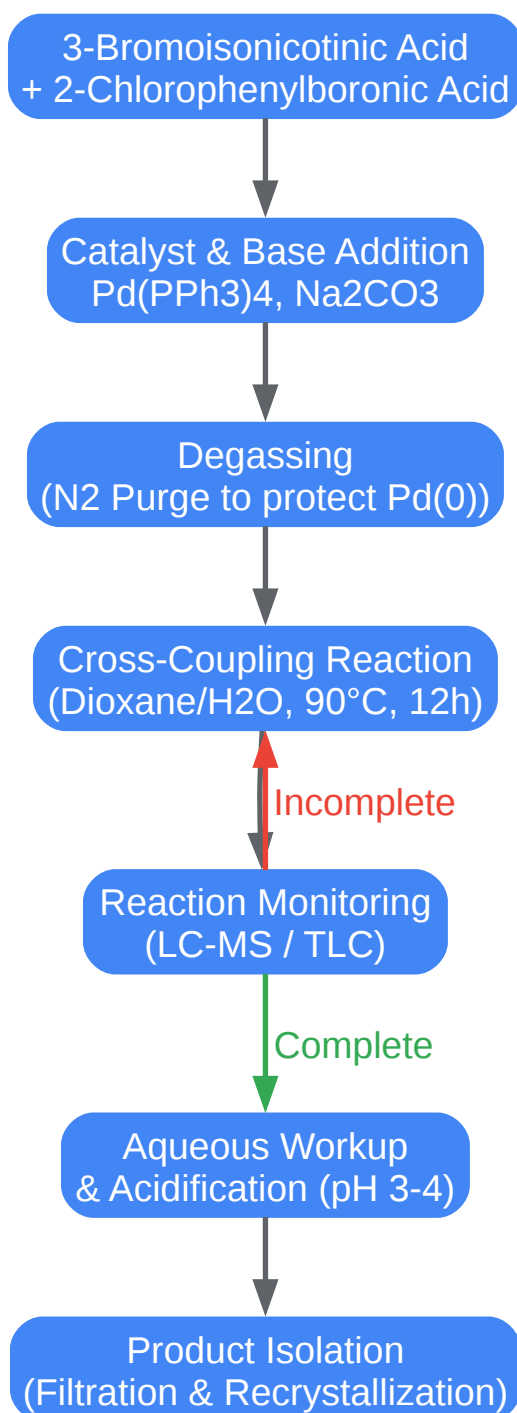 3-Bromoisonicotinic Acid
+ 2-Chlorophenylboronic Acid
Catalyst & Base Addition
Pd(PPh3)4, Na2CO3
Degassing
(N2 Purge to protect Pd(0))
Cross-Coupling Reaction
(Dioxane/H2O, 90°C, 12h)
Incomplete
Reaction Monitoring
(LC-MS / TLC)
Complete
Aqueous Workup
& Acidification (pH 3-4)
Product Isolation
(Filtration & Recrystallization)